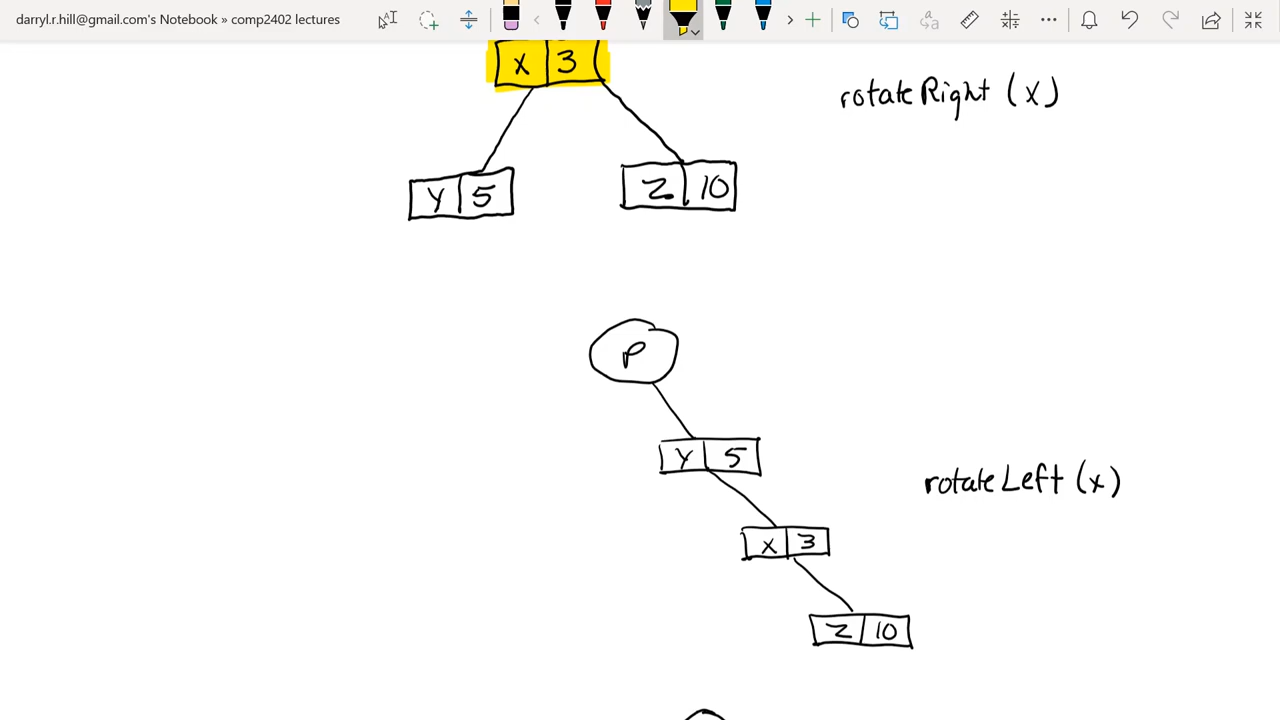 darryl.r.hill@gmail.com's Notebook » comp2402 lectures
x 3
rotateRight (x)
y 5
z 10
P
y 5
rotateLeft (x)
x 3
z 10